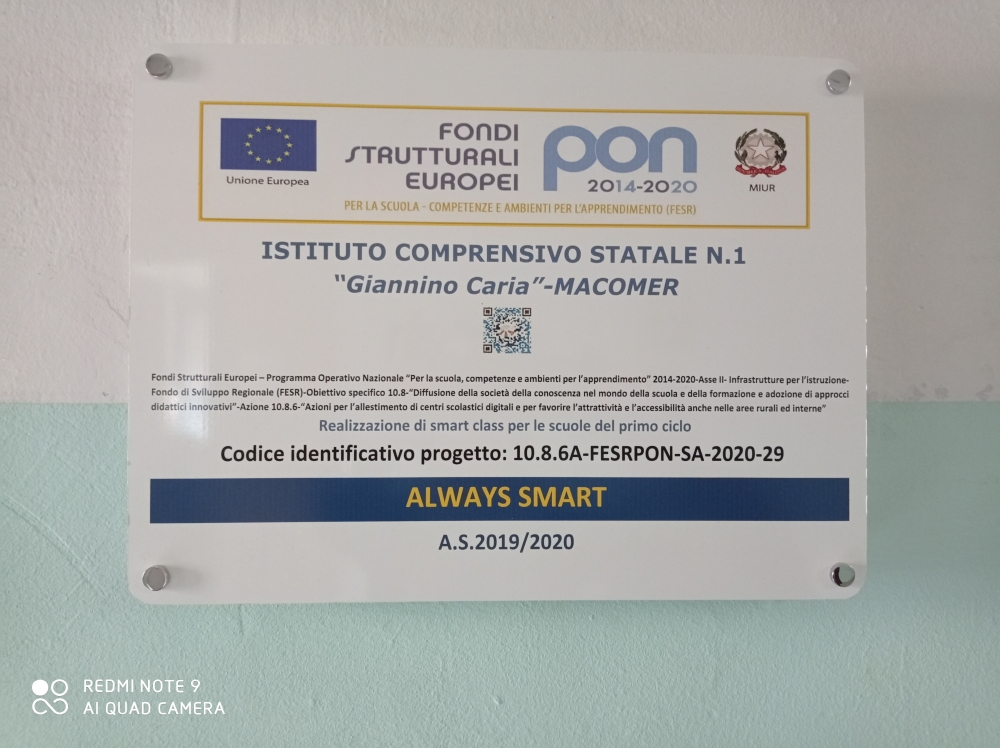 Unione Europea
FONDI
STRUTTURALI
EUROPEI
pon
2014-2020
MIUR
PER LA SCUOLA - COMPETENZE E AMBIENTI PER L'APPRENDIMENTO (FESR)
ISTITUTO COMPRENSIVO STATALE N.1
“Giannino Caria”-MACOMER
Fondi Strutturali Europei – Programma Operativo Nazionale “Per la scuola, competenze e ambienti per l'apprendimento” 2014-2020-Asse II- Infrastrutture per l'istruzione-
Fondo di Sviluppo Regionale (FESR)-Obiettivo specifico 10.8-“Diffusione della società della conoscenza nel mondo della scuola e della formazione e adozione di approcci
didattici innovativi”-Azione 10.8.6-“Azioni per l'allestimento di centri scolastici digitali e per favorire l'attrattività e l'accessibilità anche nelle aree rurali ed interne”
Realizzazione di smart class per le scuole del primo ciclo
Codice identificativo progetto: 10.8.6A-FESRPON-SA-2020-29
ALWAYS SMART
A.S.2019/2020
REDMI NOTE 9
AI QUAD CAMERA